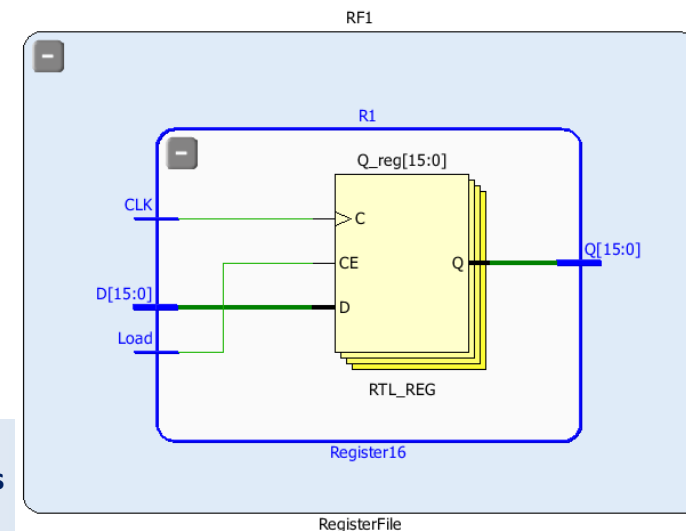 RF1
R1
Q_reg[15:0]
CLK
C
Q[15:0]
CE
Q
D[15:0]
D
Load
RTL_REG
Register16
RegisterFile